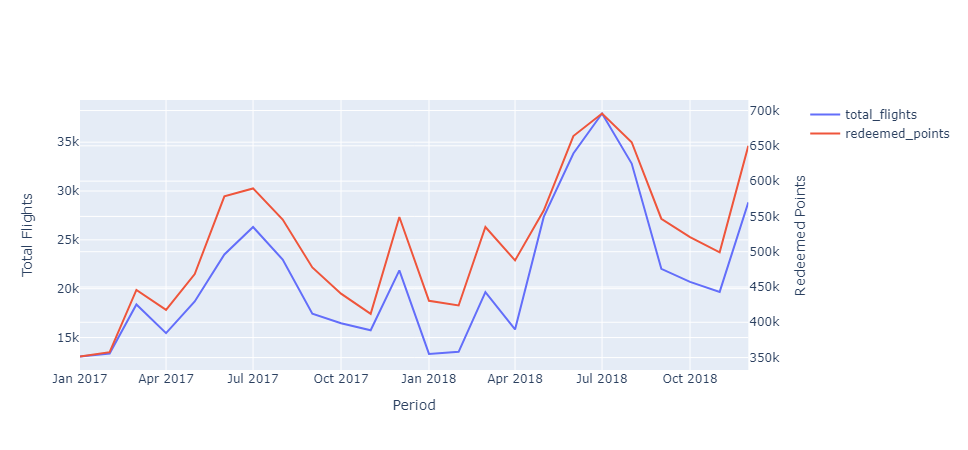 total_flights
redeemed_points
Total Flights
35k
30k
25k
20k
15k
700k
650k
600k
550k
500k
450k
400k
350k
Redeemed Points
Jan 2017 Apr 2017 Jul 2017 Oct 2017 Jan 2018 Apr 2018 Jul 2018 Oct 2018
Period